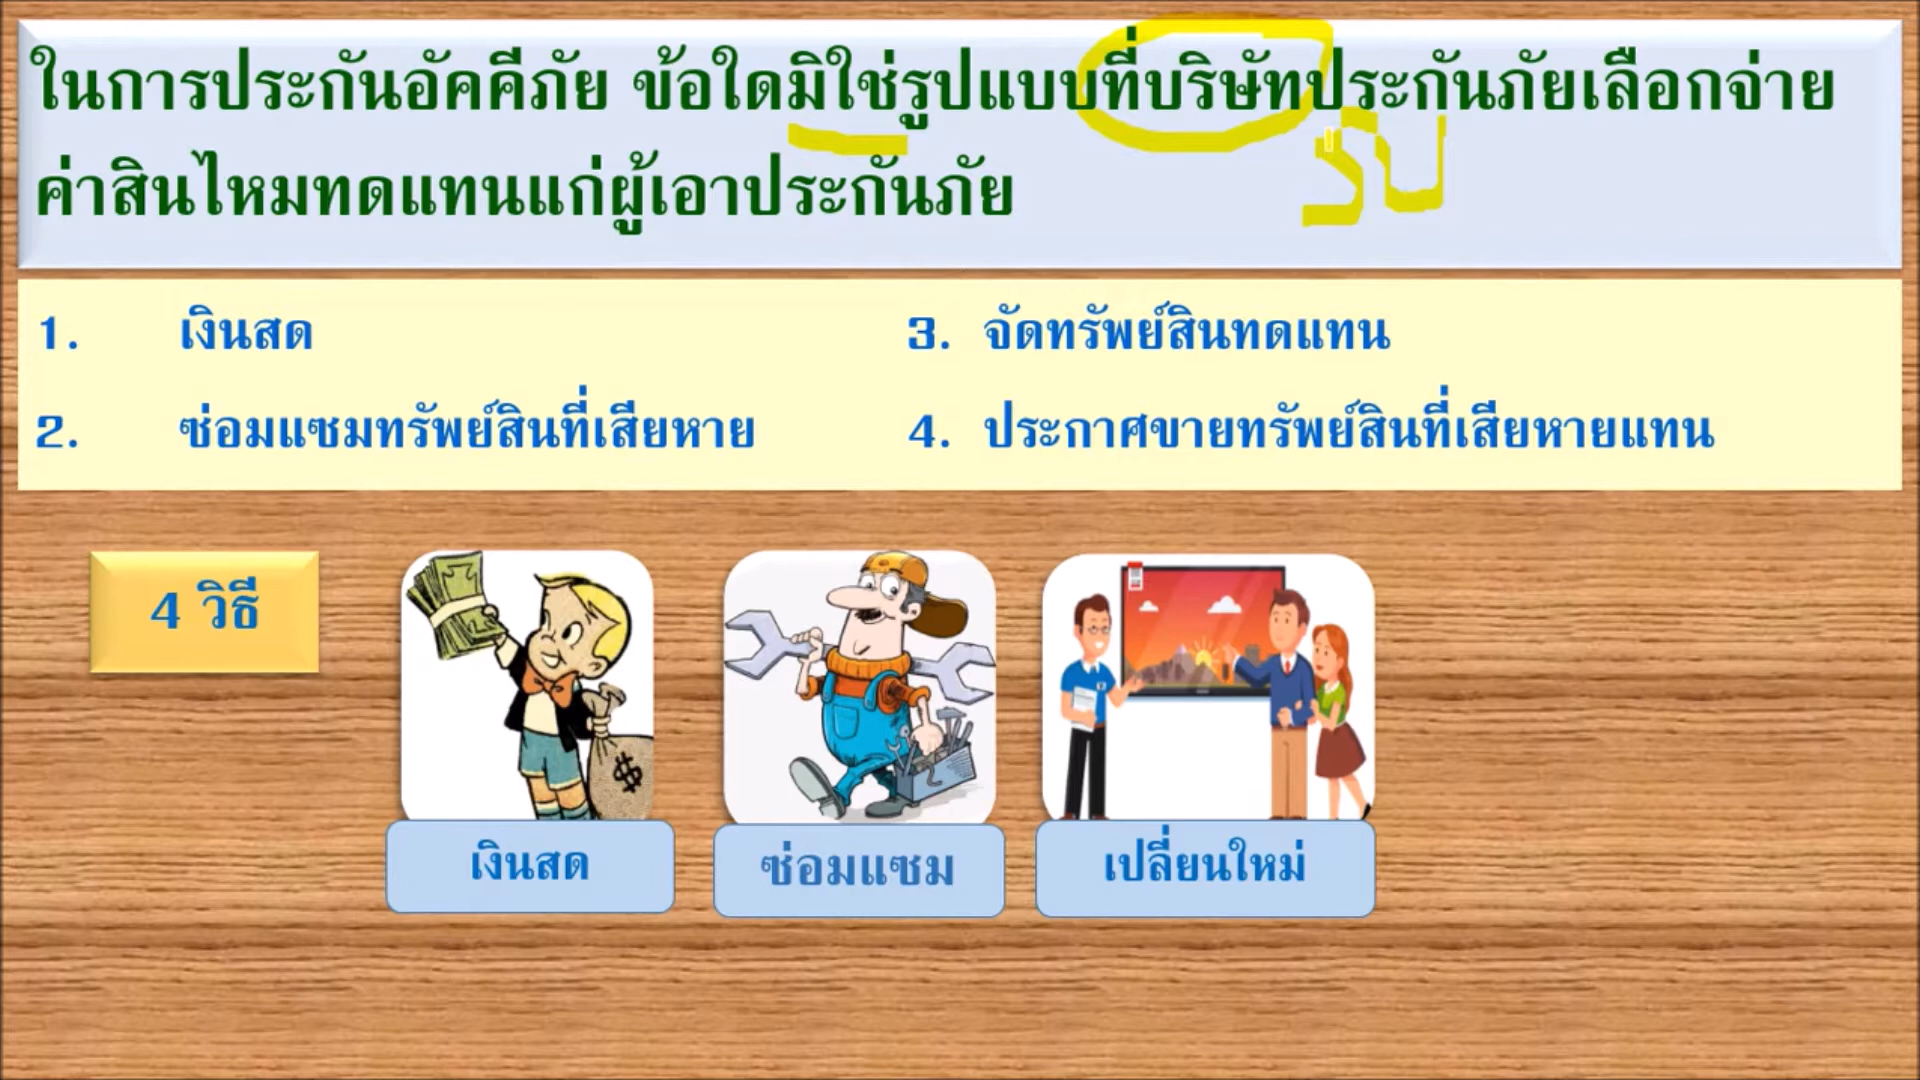 ในการประกันอัคคีภัย ข้อใดมิใช่รูปแบบที่บริษัทประกันภัยเลือกจ่าย
ค่าสินไหมทดแทนแก่ผู้เอาประกันภัย
รบ
1. เงินสด
2. ซ่อมแซมทรัพย์สินที่เสียหาย
3. จัดทรัพย์สินทดแทน
4. ประกาศขายทรัพย์สินที่เสียหายแทน
4 วิธี
$
เงินสด
ซ่อมแซม
เปลี่ยนใหม่